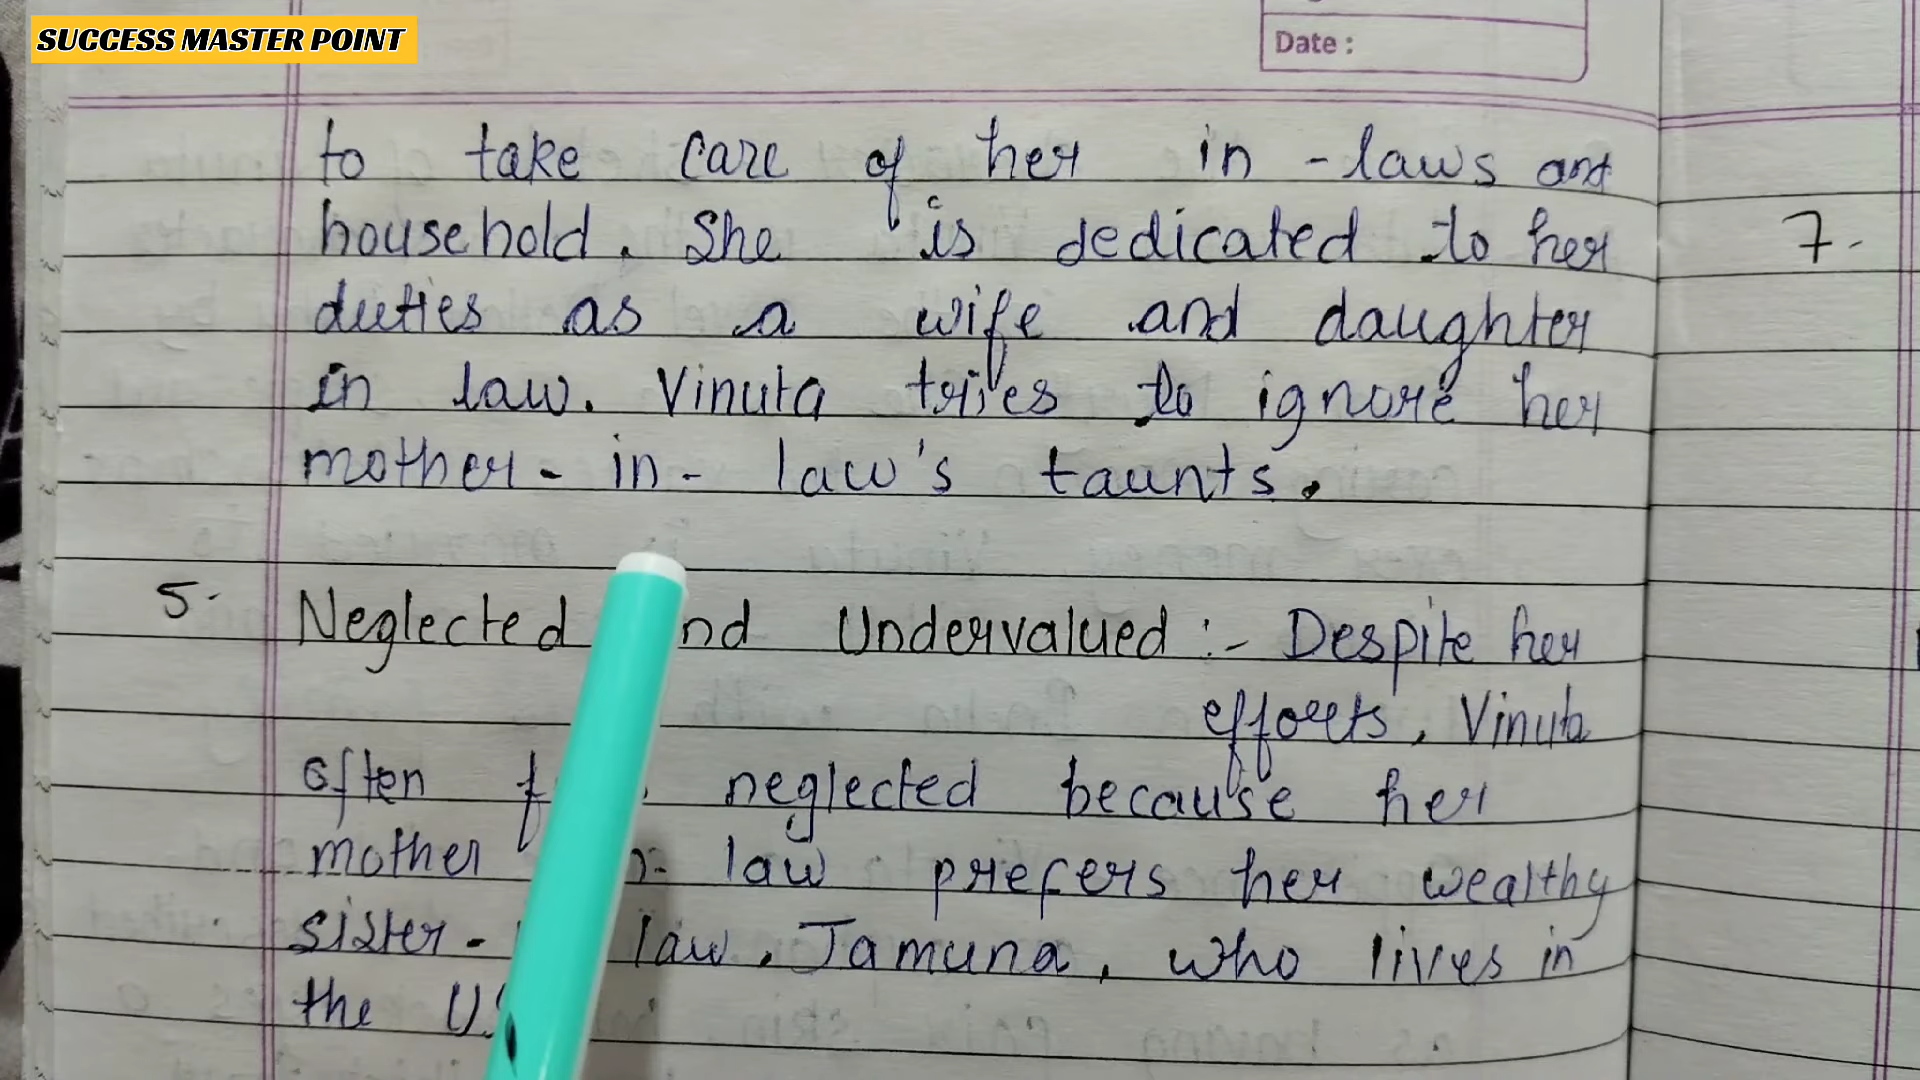 SUCCESS MASTER POINT
Date :
to take care of her in - laws and
household. She is dedicated to her
duties as a wife and daughter
in law. Vinuta tries to ignore her
mother - in - law's taunts.
7.
5. Neglected nd Undervalued :- Despite her
efforts, Vinuta
often neglected because her
mother law prefers her wealthy
sister - law, Jamuna, who lives in
the